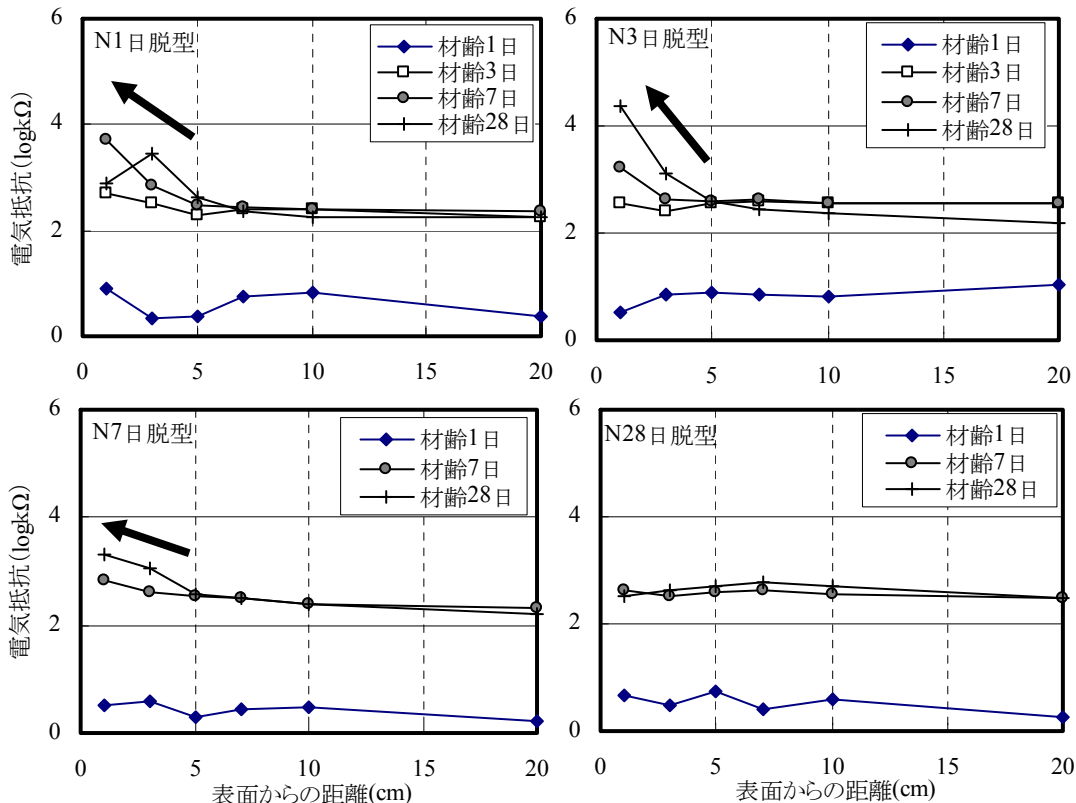 N1日脱型
材齢1日
材齢3日
材齢7日
材齢28日
6
4
2
0
電気抵抗(logkΩ)
0 5 10 15 20
N3日脱型
材齢1日
材齢3日
材齢7日
材齢28日
6
4
2
0
0 5 10 15 20
N7日脱型
材齢1日
材齢7日
材齢28日
6
4
2
0
電気抵抗(logkΩ)
0 5 10 15 20
表面からの距離(cm)
N28日脱型
材齢1日
材齢7日
材齢28日
6
4
2
0
0 5 10 15 20
表面からの距離(cm)